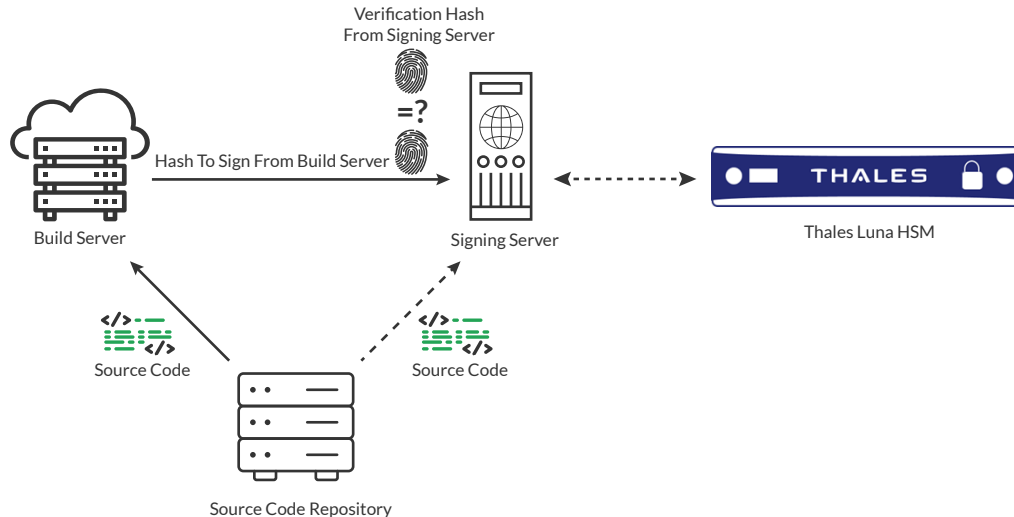 Verification Hash
From Signing Server
=?
Hash To Sign From Build Server
THALES
Build Server
Signing Server
Thales Luna HSM
</>
</>
Source Code
</>
</>
Source Code
Source Code Repository